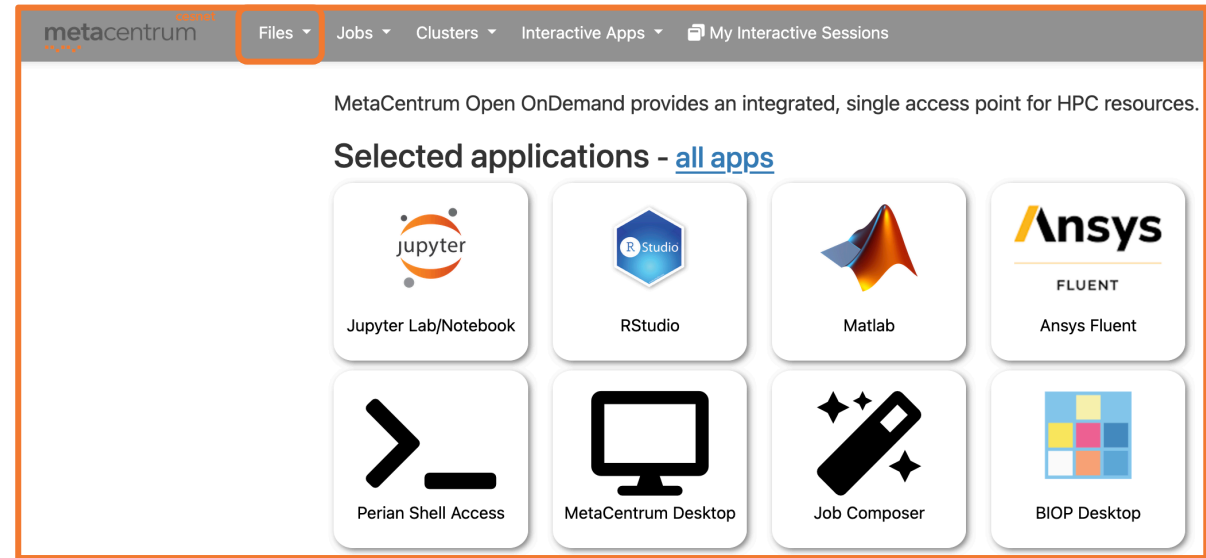 metacentrum
Files Jobs Clusters Interactive Apps My Interactive Sessions
MetaCentrum Open OnDemand provides an integrated, single access point for HPC resources.
Selected applications - all apps
jupyter
R Studio
Ansys
FLUENT
Jupyter Lab/Notebook
RStudio
Matlab
Ansys Fluent
Perian Shell Access
MetaCentrum Desktop
Job Composer
BIOP Desktop